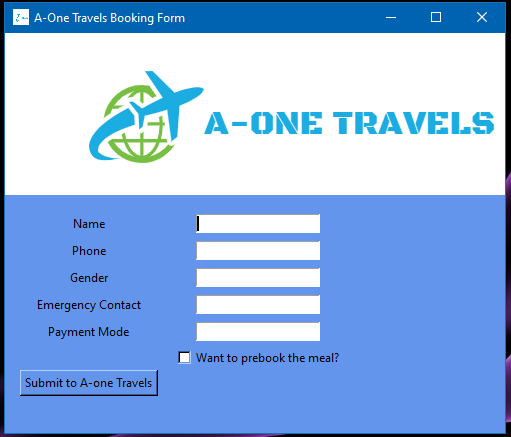 A-One Travels Booking Form
A-ONE TRAVELS
Name
Phone
Gender
Emergency Contact
Payment Mode
Want to prebook the meal?
Submit to A-one Travels